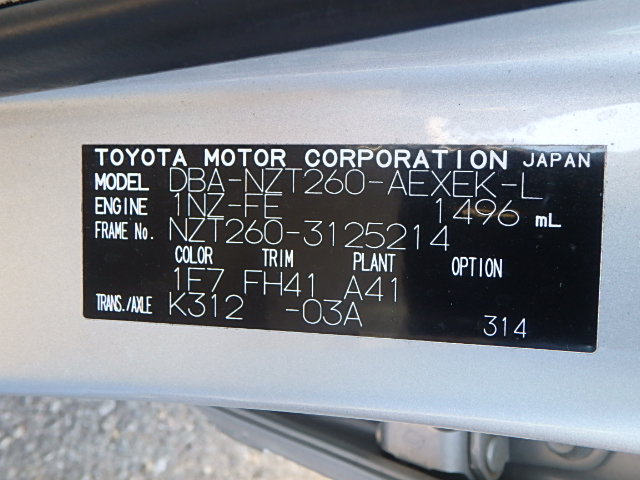 TOYOTA MOTOR CORPORATION JAPAN
MODEL DBA-NZT260-AEXEK-L
ENGINE 1NZ-FE 1496 mL
FRAME No. NZT260-3125214
COLOR TRIM PLANT OPTION
1F7 FH41 A41
TRANS./AXLE K312 -03A
314